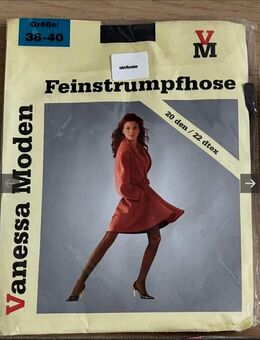 Größe:
38-40
VM
sinfonie
Feinstrumpfhose
20 den / 22 dtex
Vanessa Moden